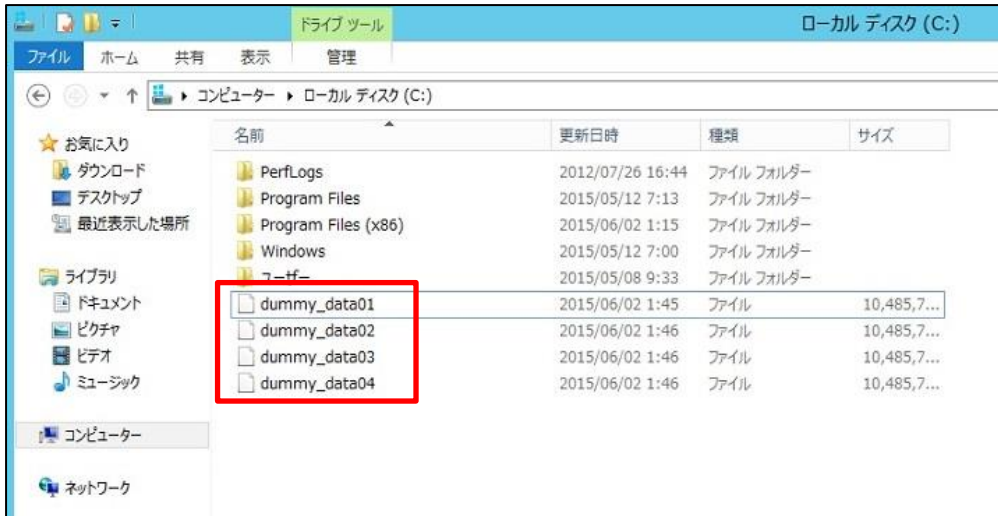 ドライブ ツール
ローカル ディスク (C:)
ファイル ホーム 共有 表示 管理
コンピューター ローカル ディスク (C:)
お気に入り
ダウンロード
デスクトップ
最近表示した場所
ライブラリ
ドキュメント
ピクチャ
ビデオ
ミュージック
コンピューター
ネットワーク
名前 更新日時 種類 サイズ
PerfLogs 2012/07/26 16:44 ファイル フォルダー
Program Files 2015/05/12 7:13 ファイル フォルダー
Program Files (x86) 2015/06/02 1:15 ファイル フォルダー
Windows 2015/05/12 7:00 ファイル フォルダー
ユーザー 2015/05/08 9:33 ファイル フォルダー
dummy_data01 2015/06/02 1:45 ファイル 10,485,7...
dummy_data02 2015/06/02 1:46 ファイル 10,485,7...
dummy_data03 2015/06/02 1:46 ファイル 10,485,7...
dummy_data04 2015/06/02 1:46 ファイル 10,485,7...